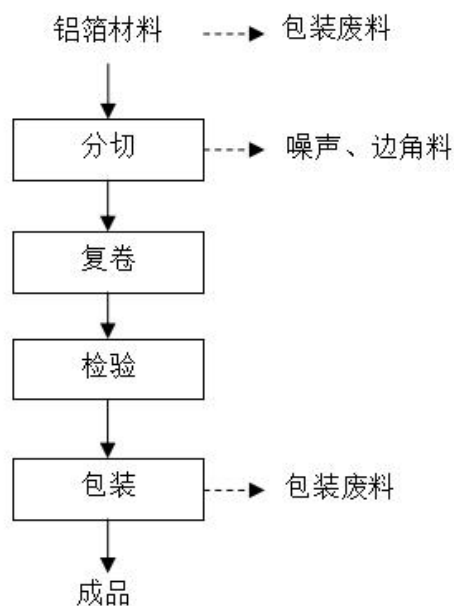 铝箔材料 包装废料
分切 噪声、边角料
复卷
检验
包装 包装废料
成品